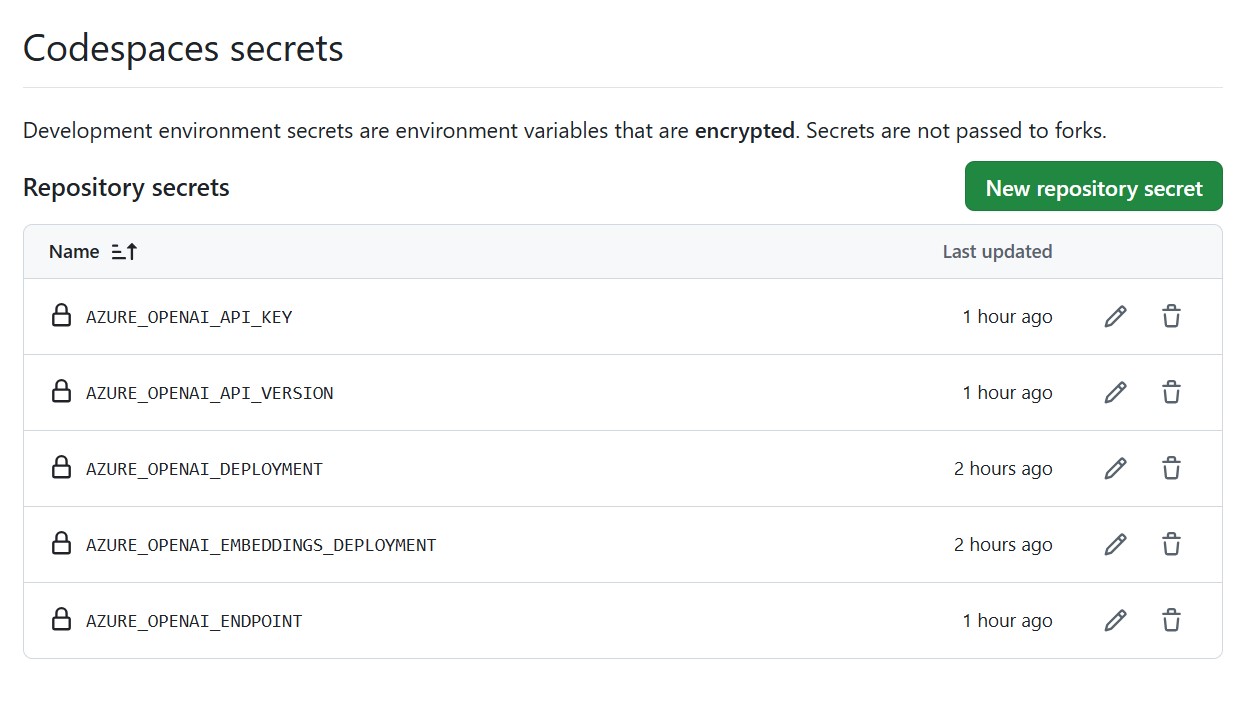 Codespaces secrets
Development environment secrets are environment variables that are encrypted. Secrets are not passed to forks.
Repository secrets
New repository secret
Name Last updated
AZURE_OPENAI_API_KEY 1 hour ago
AZURE_OPENAI_API_VERSION 1 hour ago
AZURE_OPENAI_DEPLOYMENT 2 hours ago
AZURE_OPENAI_EMBEDDINGS_DEPLOYMENT 2 hours ago
AZURE_OPENAI_ENDPOINT 1 hour ago